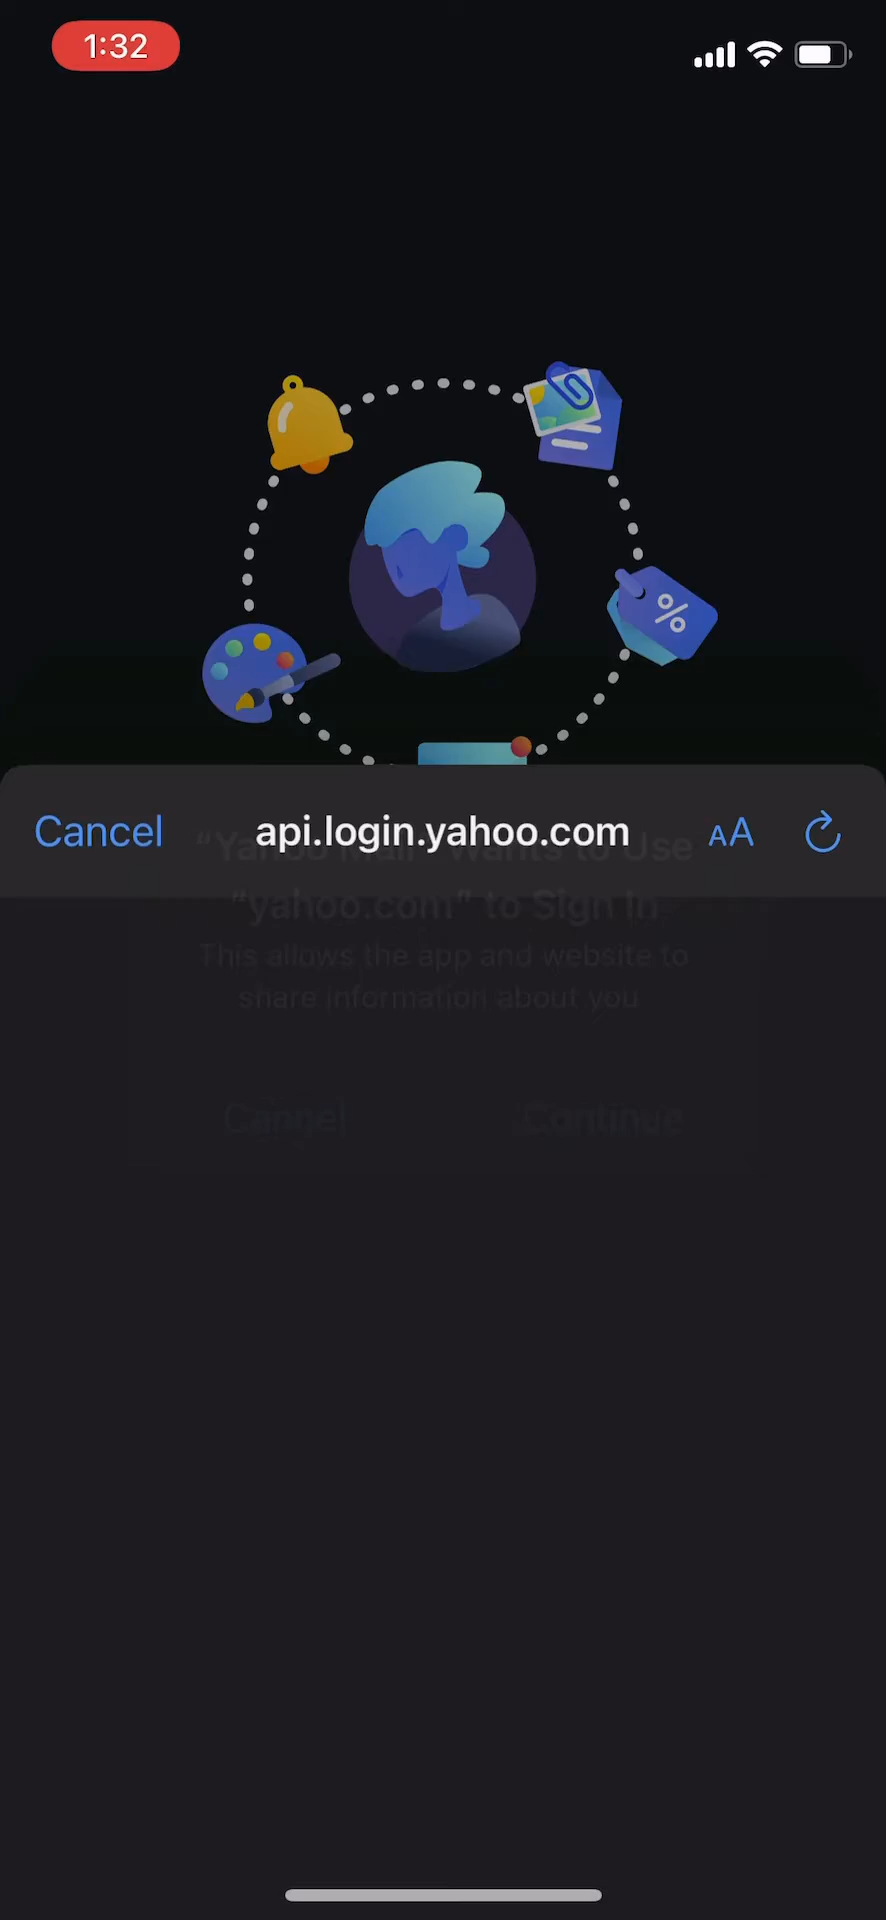 1:32
%
Cancel
api.login.yahoo.com
AA
“Yahoo Mail” Wants to Use
“yahoo.com” to Sign In
This allows the app and website to
share information about you
Cancel
Continue